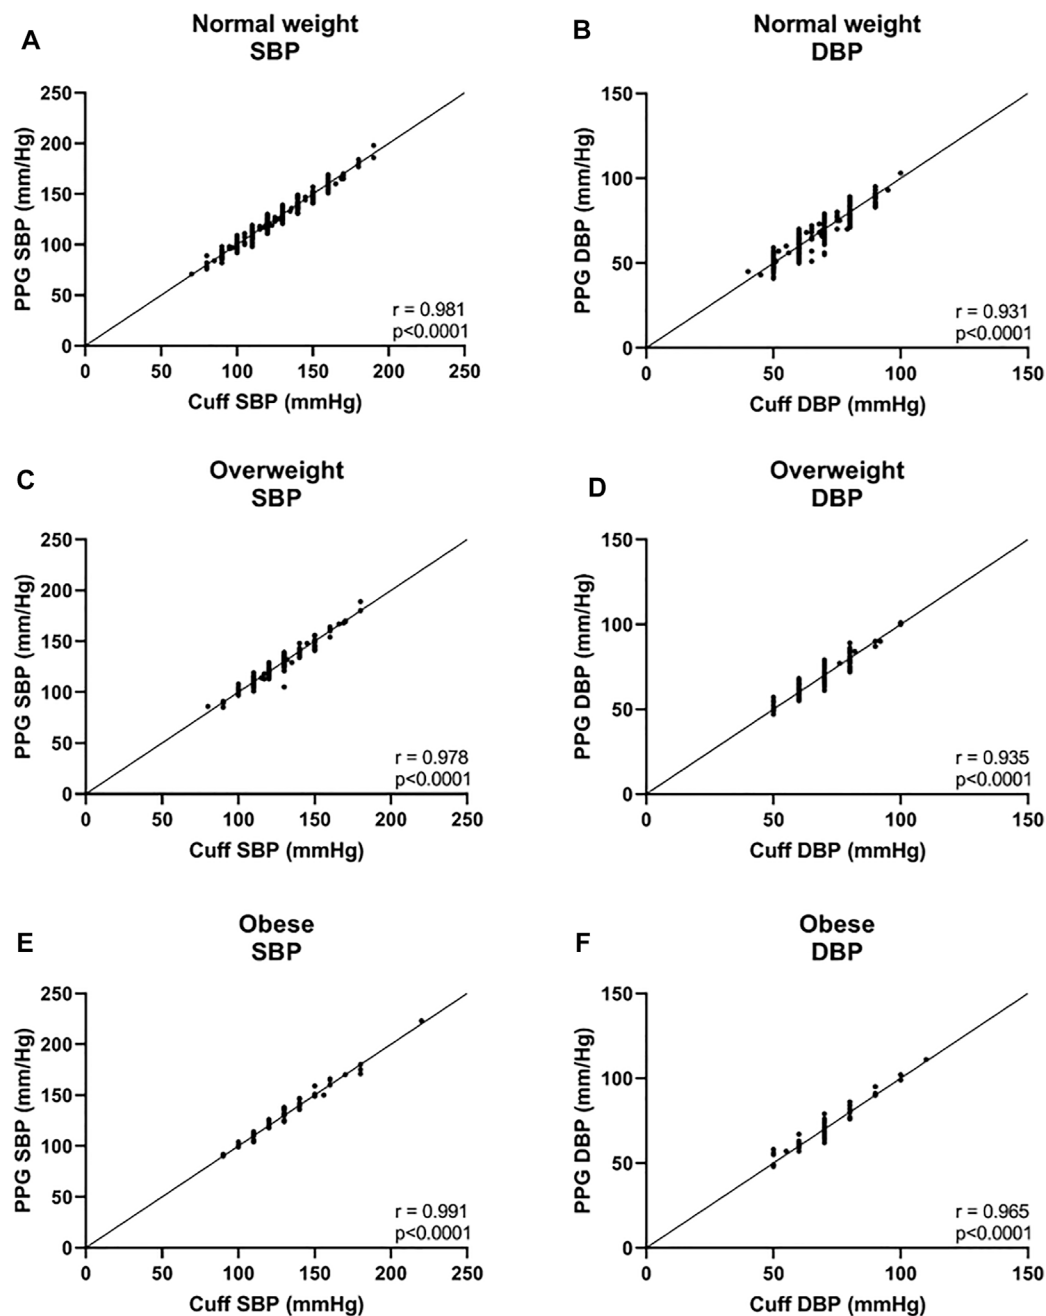 A
Normal weight
SBP
250
200
150
100
50
0
PPG SBP (mm/Hg)
r = 0.981
p<0.0001
0 50 100 150 200 250
Cuff SBP (mmHg)
B
Normal weight
DBP
150
100
50
0
PPG DBP (mm/Hg)
r = 0.931
p<0.0001
0 50 100 150
Cuff DBP (mmHg)
C
Overweight
SBP
250
200
150
100
50
0
PPG SBP (mm/Hg)
r = 0.978
p<0.0001
0 50 100 150 200 250
Cuff SBP (mmHg)
D
Overweight
DBP
150
100
50
0
PPG DBP (mm/Hg)
r = 0.935
p<0.0001
0 50 100 150
Cuff DBP (mmHg)
E
Obese
SBP
250
200
150
100
50
0
PPG SBP (mm/Hg)
r = 0.991
p<0.0001
0 50 100 150 200 250
Cuff SBP (mmHg)
F
Obese
DBP
150
100
50
0
PPG DBP (mm/Hg)
r = 0.965
p<0.0001
0 50 100 150
Cuff DBP (mmHg)